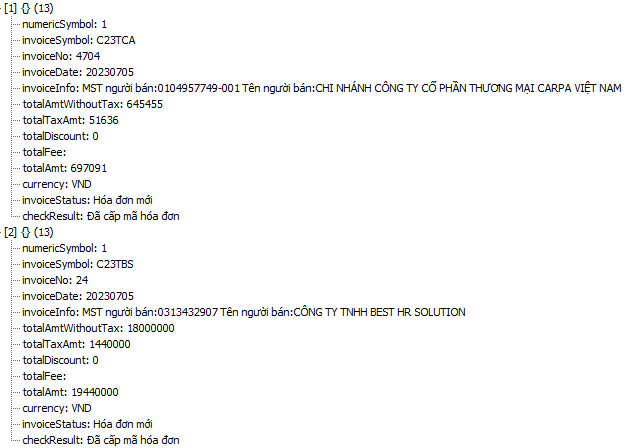 [1] {} (13)
numericSymbol: 1
invoiceSymbol: C23TCA
invoiceNo: 4704
invoiceDate: 20230705
invoiceInfo: MST người bán:0104957749-001 Tên người bán:CHI NHÁNH CÔNG TY CỔ PHẦN THƯƠNG MẠI CARPA VIỆT NAM
totalAmtWithoutTax: 645455
totalTaxAmt: 51636
totalDiscount: 0
totalFee:
totalAmt: 697091
currency: VND
invoiceStatus: Hóa đơn mới
checkResult: Đã cấp mã hóa đơn
[2] {} (13)
numericSymbol: 1
invoiceSymbol: C23TBS
invoiceNo: 24
invoiceDate: 20230705
invoiceInfo: MST người bán:0313432907 Tên người bán:CÔNG TY TNHH BEST HR SOLUTION
totalAmtWithoutTax: 18000000
totalTaxAmt: 1440000
totalDiscount: 0
totalFee:
totalAmt: 19440000
currency: VND
invoiceStatus: Hóa đơn mới
checkResult: Đã cấp mã hóa đơn